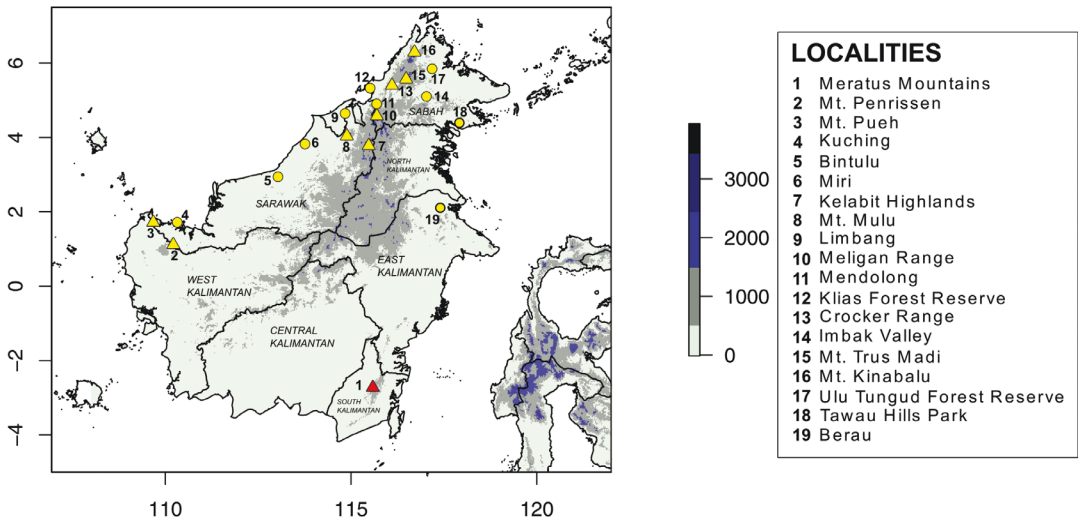 6
4
2
0
−2
−4
110
115
120
16
15
17
12
13
14
11
SABAH
18
9
10
6
8
7
NORTH
KALIMANTAN
5
SARAWAK
19
4
3
2
EAST
KALIMANTAN
WEST
KALIMANTAN
CENTRAL
KALIMANTAN
1
SOUTH
KALIMANTAN
3000
2000
1000
0
LOCALITIES
1 Meratus Mountains
2 Mt. Penrissen
3 Mt. Pueh
4 Kuching
5 Bintulu
6 Miri
7 Kelabit Highlands
8 Mt. Mulu
9 Limbang
10 Meligan Range
11 Mendolong
12 Klias Forest Reserve
13 Crocker Range
14 Imbak Valley
15 Mt. Trus Madi
16 Mt. Kinabalu
17 Ulu Tungud Forest Reserve
18 Tawau Hills Park
19 Berau